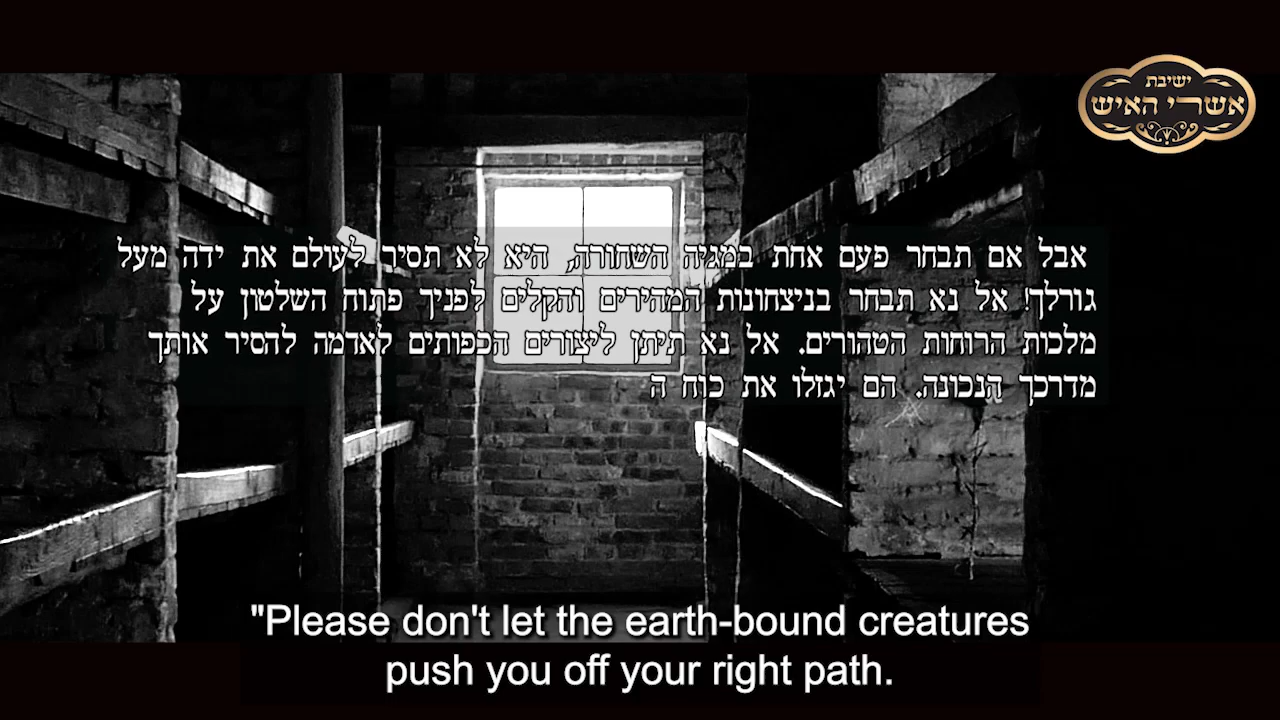 ישיבת
אשרי האיש
אבל אם תבחר פעם אחת במגיה השחורה, היא לא תסיר לעולם את ידה מעל
גורלך! אל נא תבחר בניצחונות המהירים והקלים לפניך פתוח השלטון על
מלכות הרוחות הטהורים. אל נא תיתן ליצורים הכפותים לאדמה להסיר אותך
מדרכך הנכונה. הם יגזלו את כוח ה
"Please don't let the earth-bound creatures
push you off your right path.